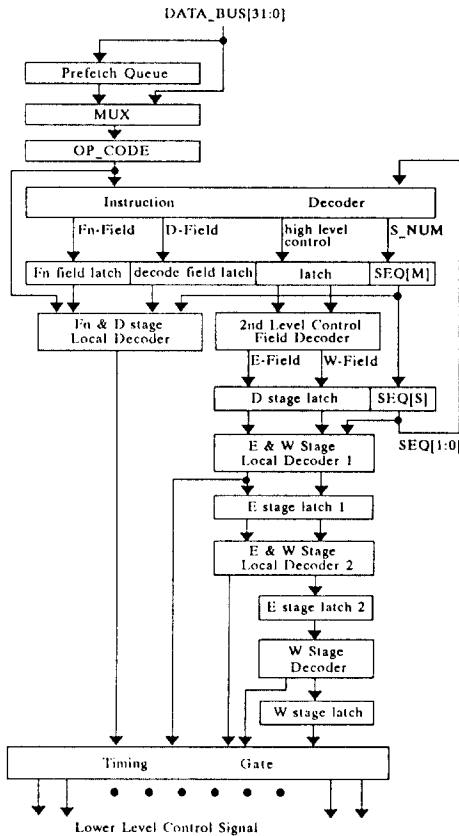 DATA_BUS[31:0]
Prefetch Queue
MUX
OP_CODE
Instruction Decoder
Fn-Field D-Field high level control S_NUM
Fn field latch decode field latch latch SEQ[M]
Fn & D stage
Local Decoder
2nd Level Control
Field Decoder
E-Field W-Field
D stage latch SEQ[S]
SEQ[1:0]
E & W Stage
Local Decoder 1
E stage latch 1
E & W Stage
Local Decoder 2
E stage latch 2
W Stage
Decoder
W stage latch
Timing Gate
Lower Level Control Signal